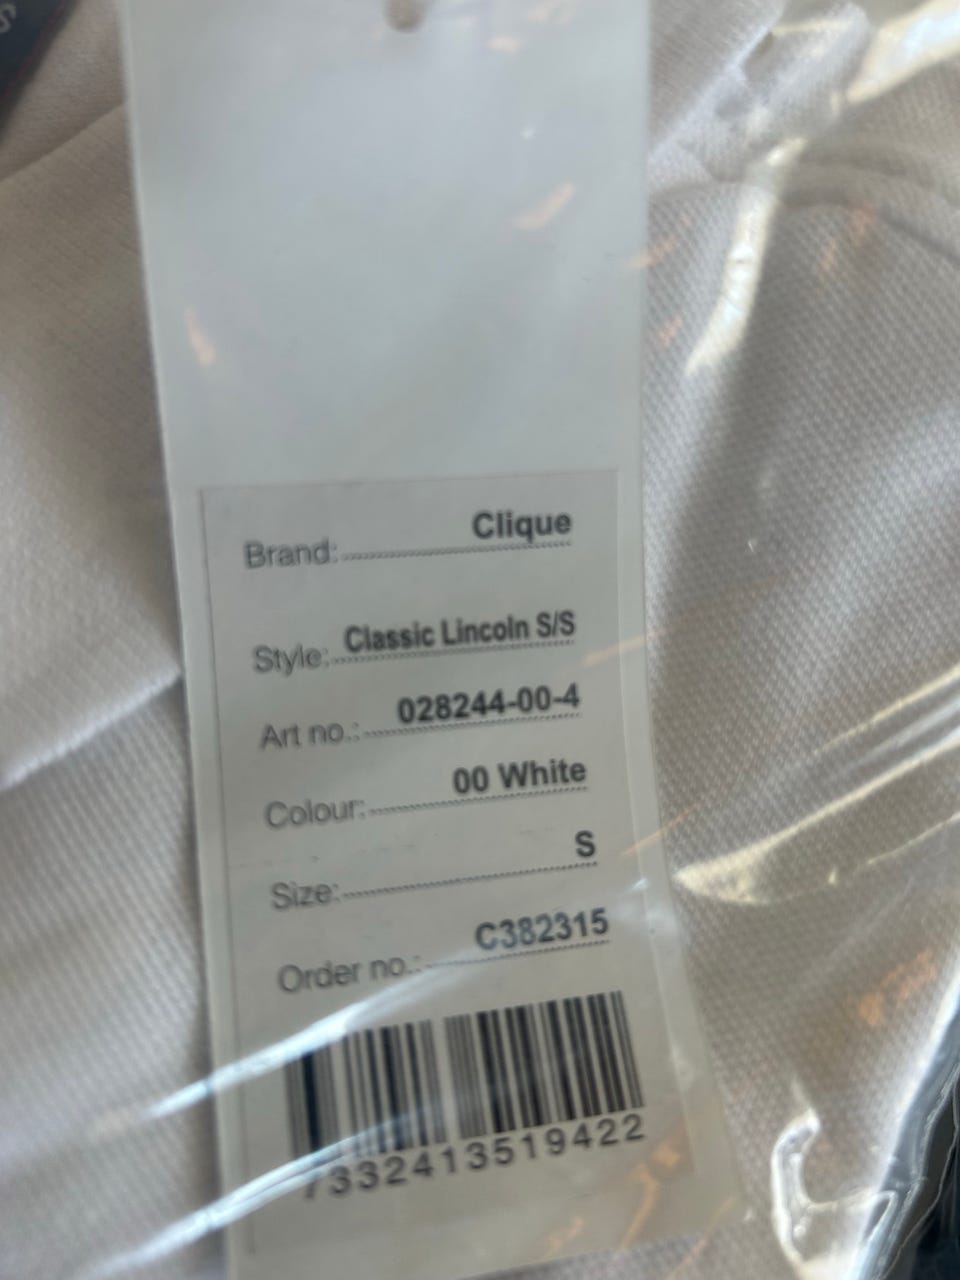 Brand: Clique
Style: Classic Lincoln S/S
Art no.: 028244-00-4
Colour: 00 White
Size: S
Order no.: C382315
7332413519422